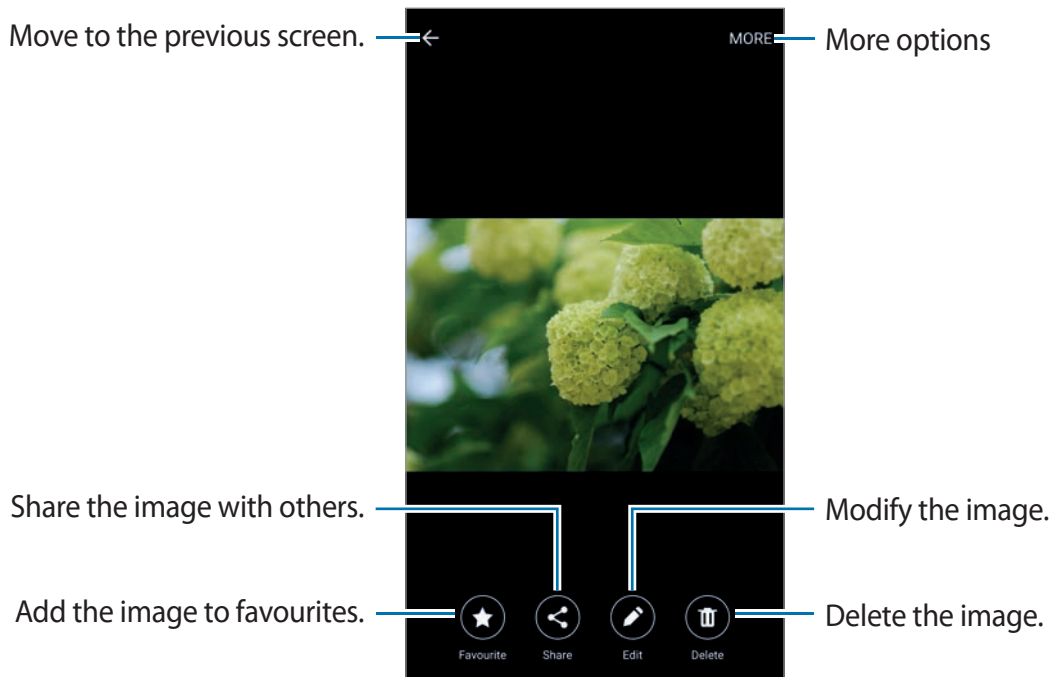 Move to the previous screen.
MORE
More options
Share the image with others.
Modify the image.
Add the image to favourites.
Delete the image.
Favourite
Share
Edit
Delete